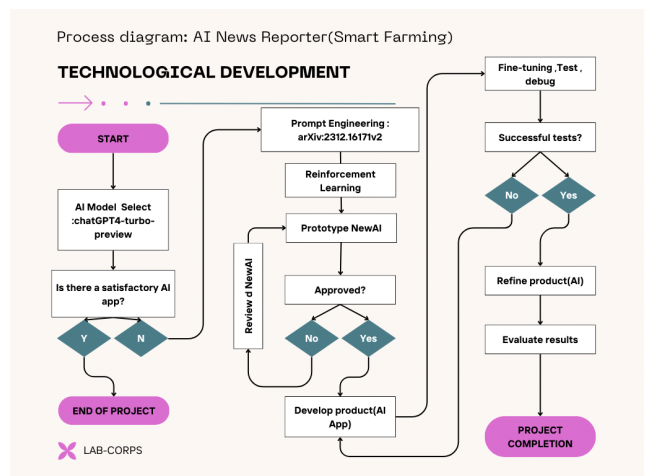 Process diagram: AI News Reporter(Smart Farming)
TECHNOLOGICAL DEVELOPMENT
START
AI Model Select
:chatGPT4-turbo-
preview
Is there a satisfactory AI
app?
Y
N
END OF PROJECT
LAB-CORPS
Prompt Engineering :
arXiv:2312.16171v2
Reinforcement
Learning
Prototype NewAI
Review d NewAI
Approved?
No
Yes
Develop product(AI
App)
Fine-tuning ,Test ,
debug
Successful tests?
No
Yes
Refine product(AI)
Evaluate results
PROJECT
COMPLETION